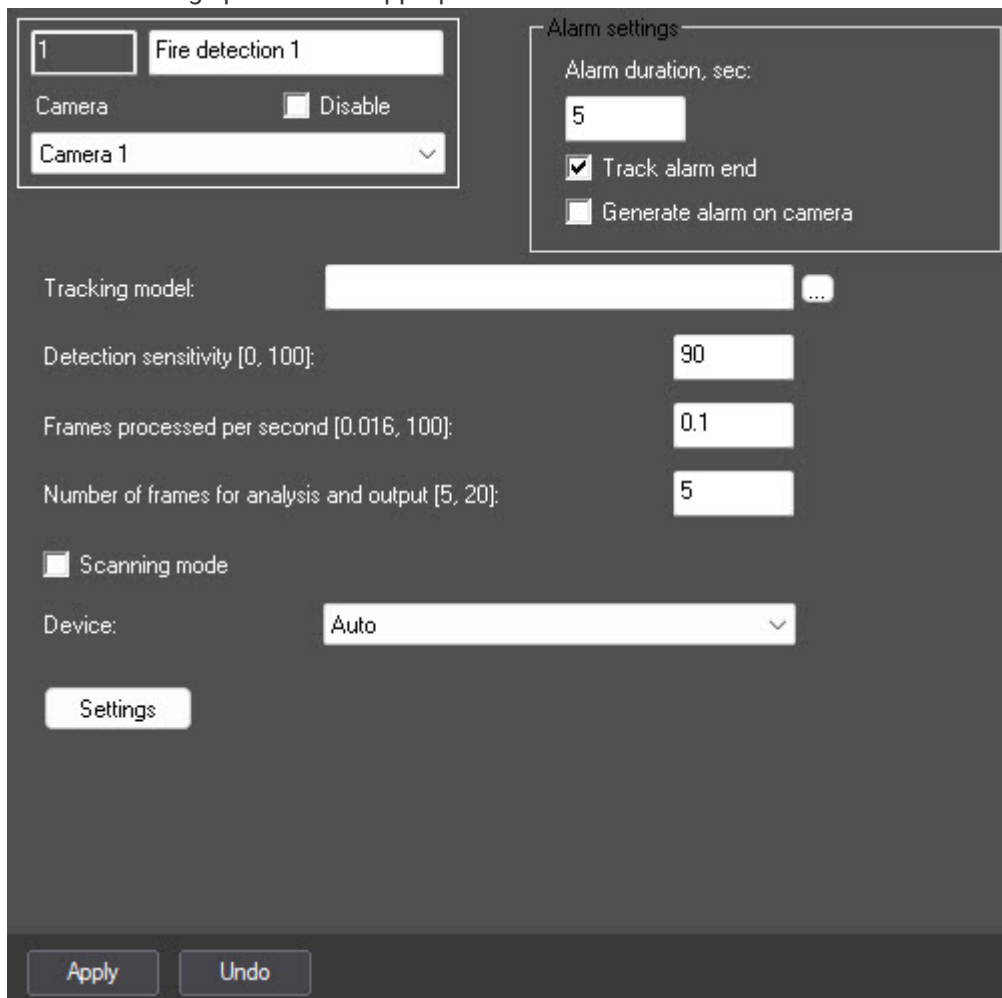 1
Fire detection 1
Camera
Disable
Camera 1
Alarm settings
Alarm duration, sec:
5
Track alarm end
Generate alarm on camera
Tracking model:
...
Detection sensitivity [0, 100]:
90
Frames processed per second [0.016, 100]:
0.1
Number of frames for analysis and output [5, 20]:
5
Scanning mode
Device:
Auto
Settings
Apply
Undo